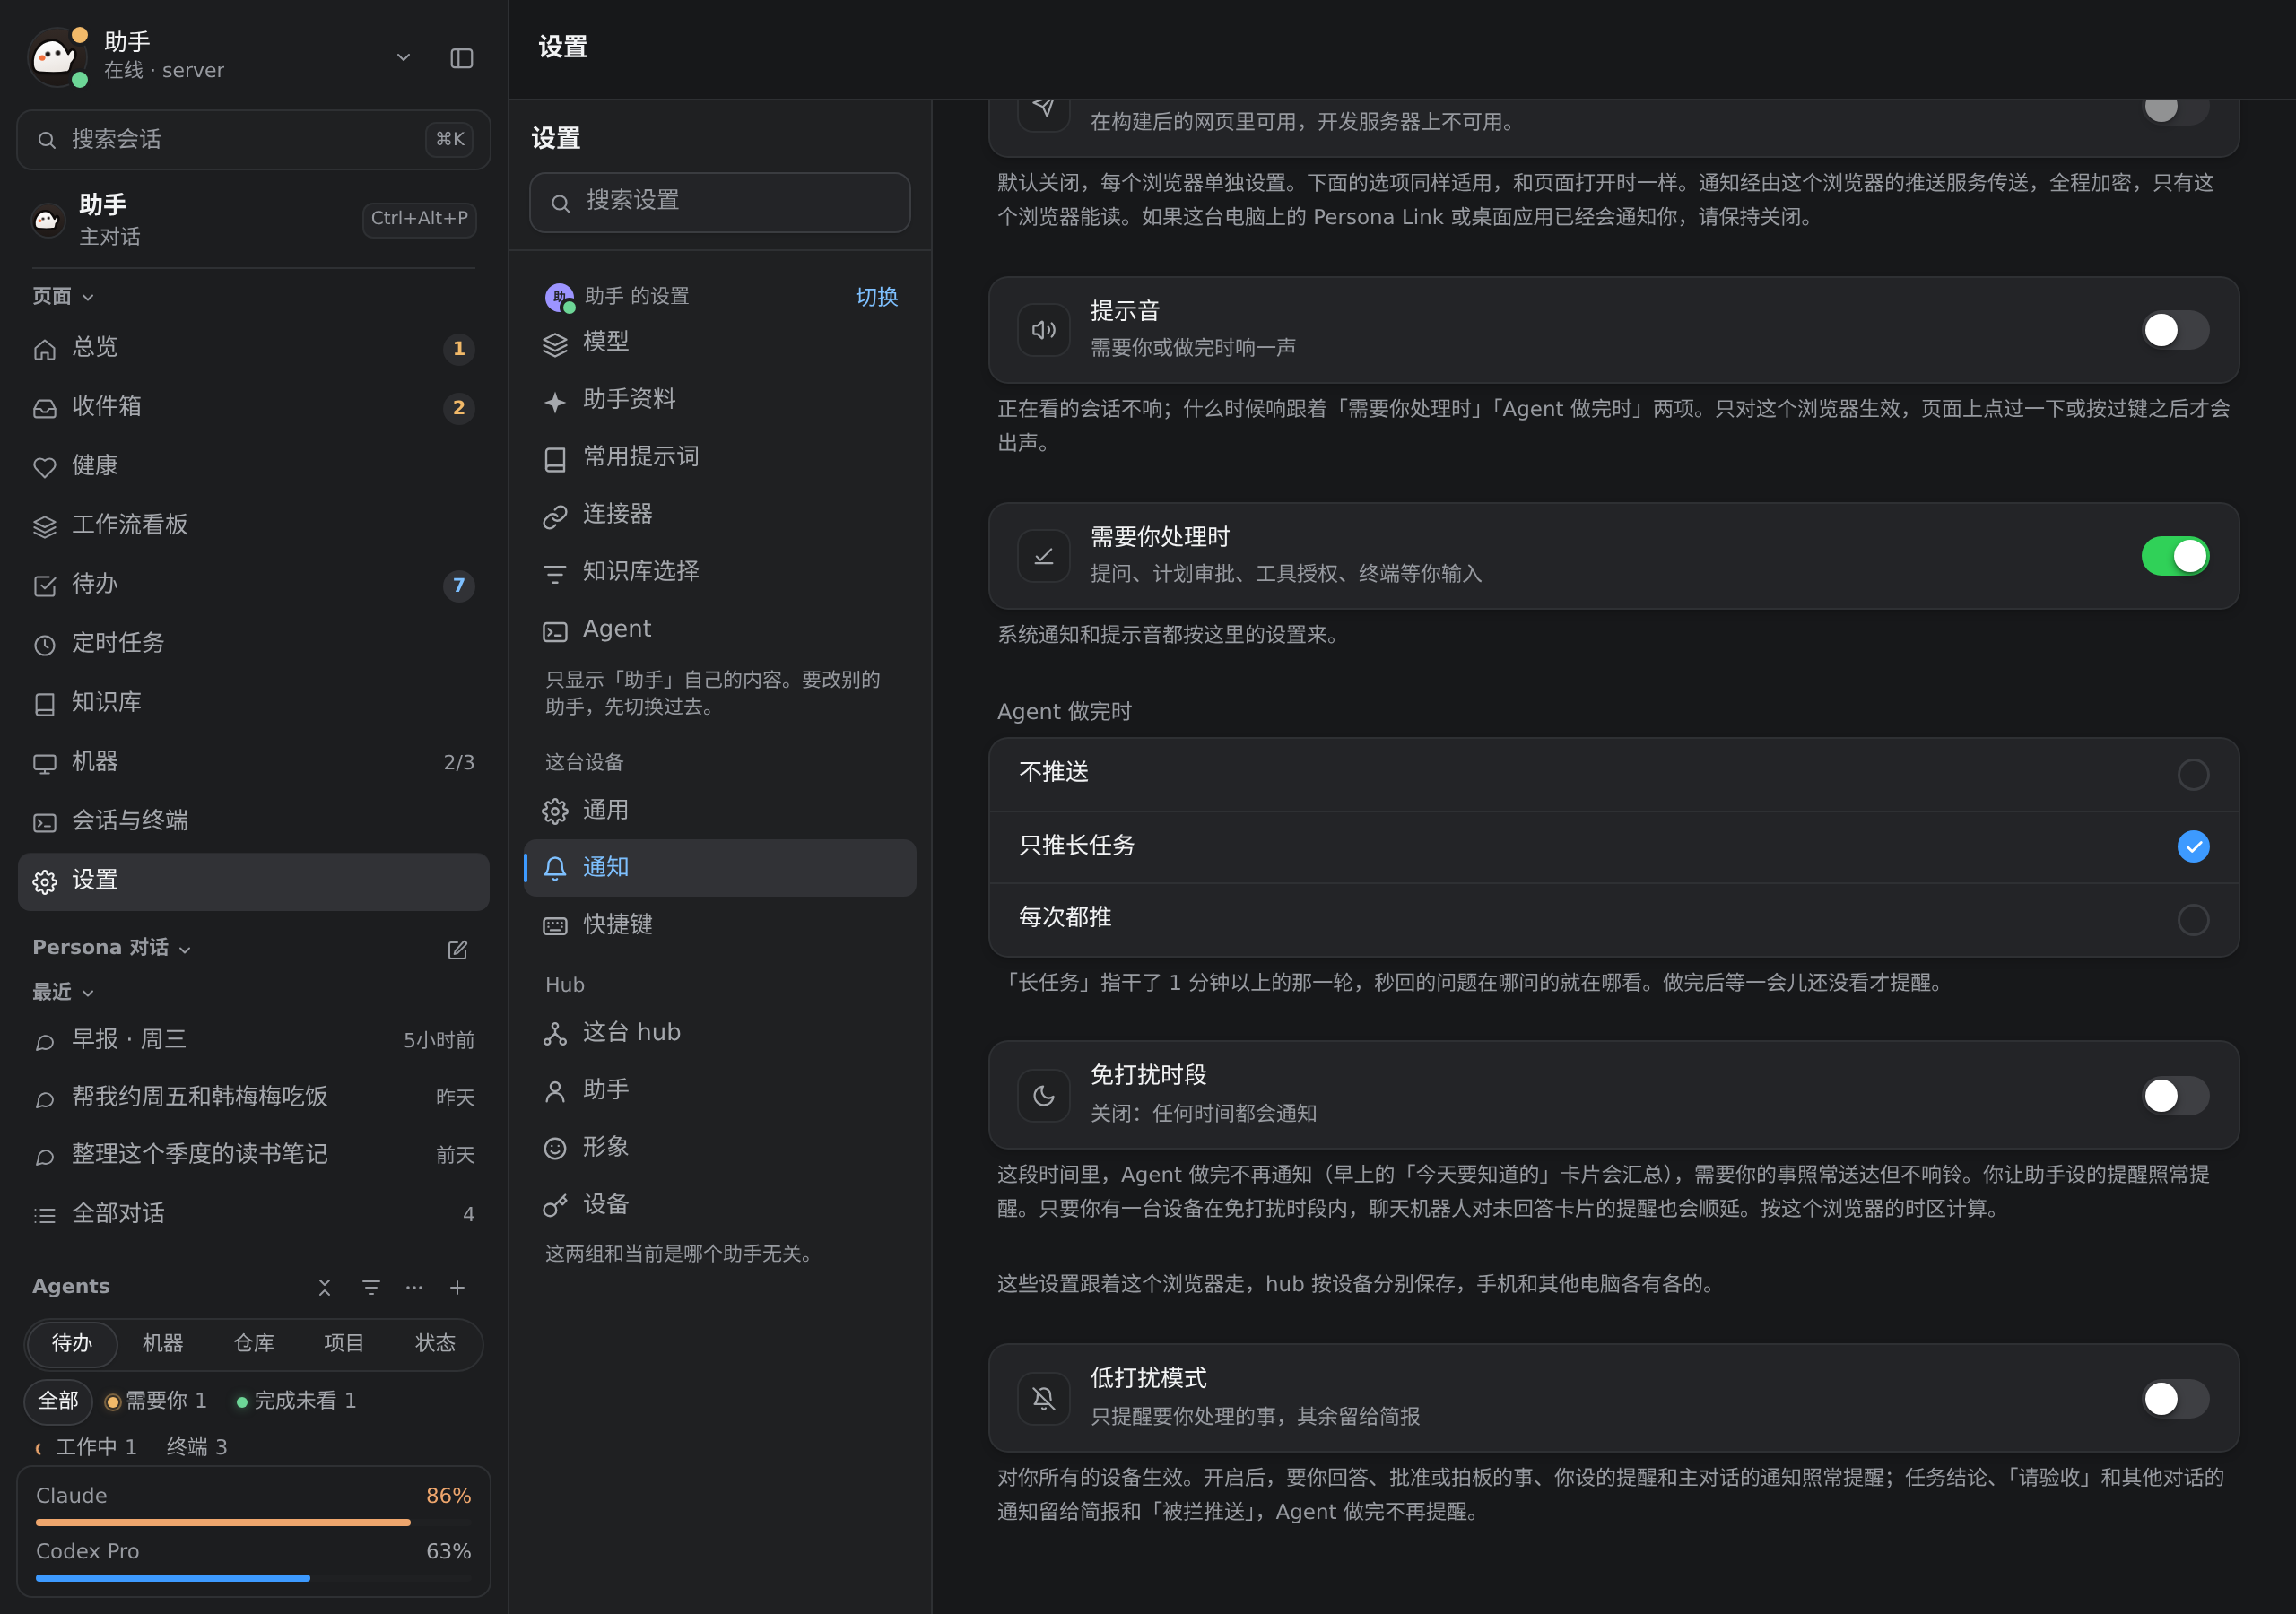 助手
在线 · server
搜索会话
⌘K
助手
主对话
Ctrl+Alt+P
页面
总览
1
收件箱
2
健康
工作流看板
待办
7
定时任务
知识库
机器
2/3
会话与终端
设置
Persona 对话
最近
早报 · 周三
5小时前
帮我约周五和韩梅梅吃饭
昨天
整理这个季度的读书笔记
前天
全部对话
4
Agents
待办
机器
仓库
项目
状态
全部
需要你 1
完成未看 1
工作中 1
终端 3
Claude
86%
Codex Pro
63%
设置
设置
搜索设置
助
助手 的设置
切换
模型
助手资料
常用提示词
连接器
知识库选择
Agent
只显示「助手」自己的内容。要改别的
助手，先切换过去。
这台设备
通用
通知
快捷键
Hub
这台 hub
助手
形象
设备
这两组和当前是哪个助手无关。
在构建后的网页里可用，开发服务器上不可用。
默认关闭，每个浏览器单独设置。下面的选项同样适用，和页面打开时一样。通知经由这个浏览器的推送服务传送，全程加密，只有这
个浏览器能读。如果这台电脑上的 Persona Link 或桌面应用已经会通知你，请保持关闭。
提示音
需要你或做完时响一声
正在看的会话不响；什么时候响跟着「需要你处理时」「Agent 做完时」两项。只对这个浏览器生效，页面上点过一下或按过键之后才会
出声。
需要你处理时
提问、计划审批、工具授权、终端等你输入
系统通知和提示音都按这里的设置来。
Agent 做完时
不推送
只推长任务
每次都推
「长任务」指干了 1 分钟以上的那一轮，秒回的问题在哪问的就在哪看。做完后等一会儿还没看才提醒。
免打扰时段
关闭：任何时间都会通知
这段时间里，Agent 做完不再通知（早上的「今天要知道的」卡片会汇总），需要你的事照常送达但不响铃。你让助手设的提醒照常提
醒。只要你有一台设备在免打扰时段内，聊天机器人对未回答卡片的提醒也会顺延。按这个浏览器的时区计算。
这些设置跟着这个浏览器走，hub 按设备分别保存，手机和其他电脑各有各的。
低打扰模式
只提醒要你处理的事，其余留给简报
对你所有的设备生效。开启后，要你回答、批准或拍板的事、你设的提醒和主对话的通知照常提醒；任务结论、「请验收」和其他对话的
通知留给简报和「被拦推送」，Agent 做完不再提醒。